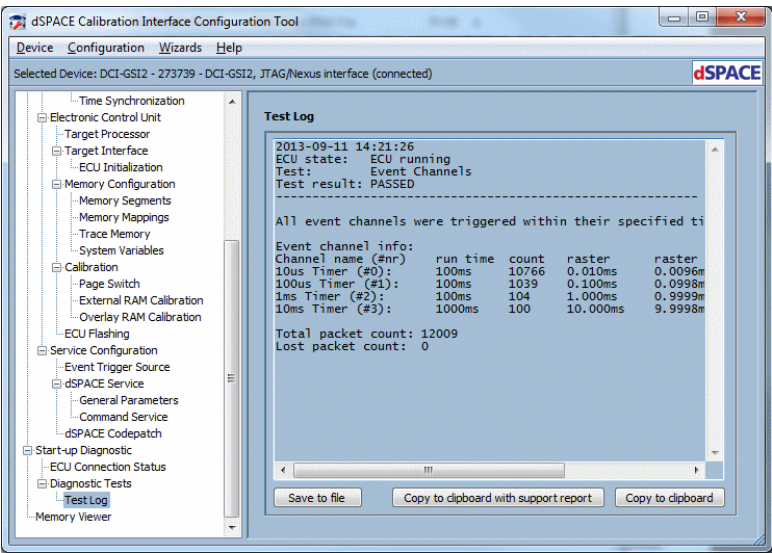 dSPACE Calibration Interface Configuration Tool
Device Configuration Wizards Help
Selected Device: DCI-GSI2 - 273739 - DCI-GSI2, JTAG/Nexus interface (connected)
dSPACE
Time Synchronization
Electronic Control Unit
Target Processor
Target Interface
ECU Initialization
Memory Configuration
Memory Segments
Memory Mappings
Trace Memory
System Variables
Calibration
Page Switch
External RAM Calibration
Overlay RAM Calibration
ECU Flashing
Service Configuration
Event Trigger Source
dSPACE Service
General Parameters
Command Service
dSPACE Codepatch
Start-up Diagnostic
ECU Connection Status
Diagnostic Tests
Test Log
Memory Viewer
Test Log
2013-09-11 14:21:26
ECU state: ECU running
Test: Event Channels
Test result: PASSED
--------------------------------------------------------
All event channels were triggered within their specified ti
Event channel info:
Channel name (#nr) run time count raster raster
10us Timer (#0): 100ms 10766 0.010ms 0.0096m
100us Timer (#1): 100ms 1039 0.100ms 0.0998m
1ms Timer (#2): 100ms 104 1.000ms 0.9999m
10ms Timer (#3): 1000ms 100 10.000ms 9.9998m
Total packet count: 12009
Lost packet count: 0
Save to file Copy to clipboard with support report Copy to clipboard